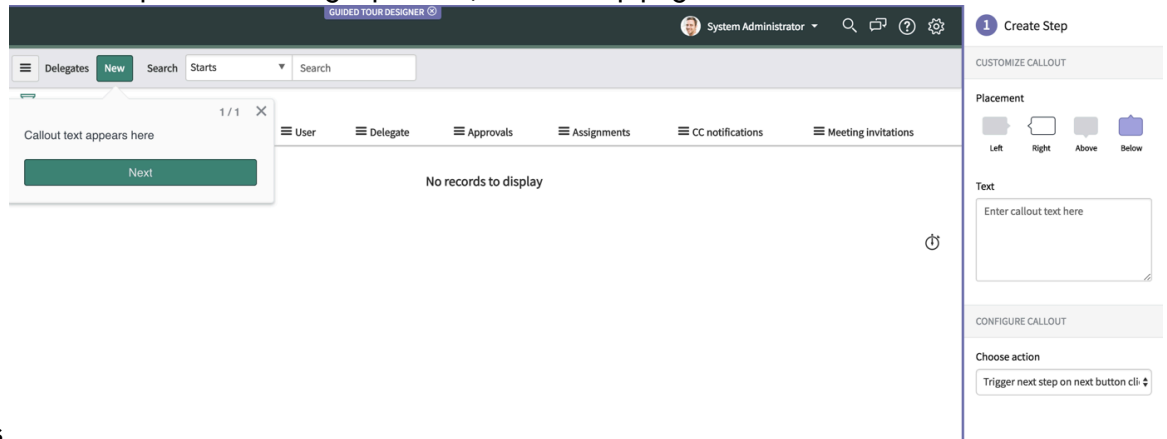 GUIDED TOUR DESIGNER
System Administrator
1 Create Step
CUSTOMIZE CALLOUT
Delegates New Search Starts Search
Placement
1 / 1
Callout text appears here
User Delegate Approvals Assignments CC notifications Meeting invitations
Left Right Above Below
Next
No records to display
Text
Enter callout text here
CONFIGURE CALLOUT
Choose action
Trigger next step on next button cli